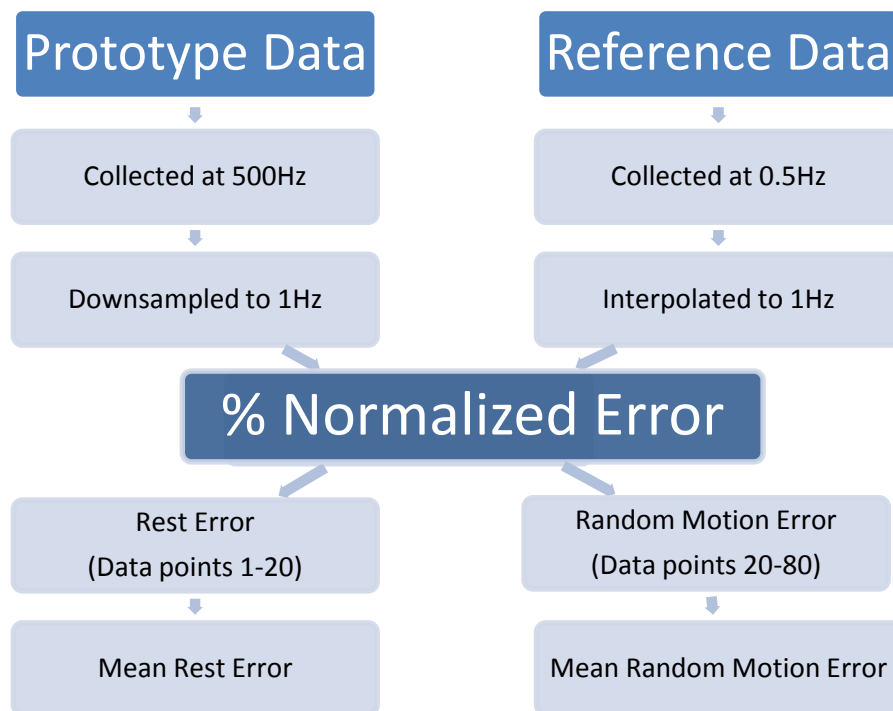 Prototype Data
Reference Data
Collected at 500Hz
Collected at 0.5Hz
Downsampled to 1Hz
Interpolated to 1Hz
% Normalized Error
Rest Error
(Data points 1-20)
Random Motion Error
(Data points 20-80)
Mean Rest Error
Mean Random Motion Error